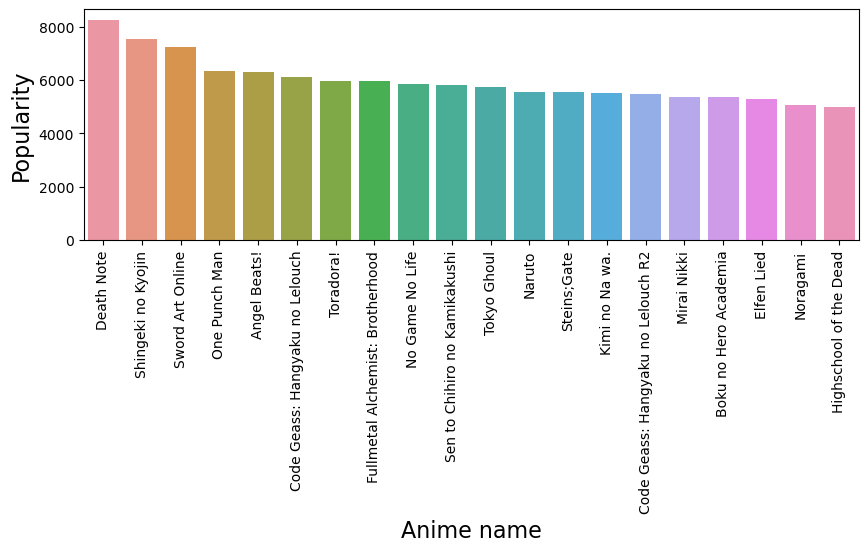 Popularity
8000
6000
4000
2000
0
Death Note
Shingeki no Kyojin
Sword Art Online
One Punch Man
Angel Beats!
Code Geass: Hangyaku no Lelouch
Toradora!
Fullmetal Alchemist: Brotherhood
No Game No Life
Sen to Chihiro no Kamikakushi
Tokyo Ghoul
Naruto
Steins;Gate
Kimi no Na wa.
Code Geass: Hangyaku no Lelouch R2
Mirai Nikki
Boku no Hero Academia
Elfen Lied
Noragami
Highschool of the Dead
Anime name